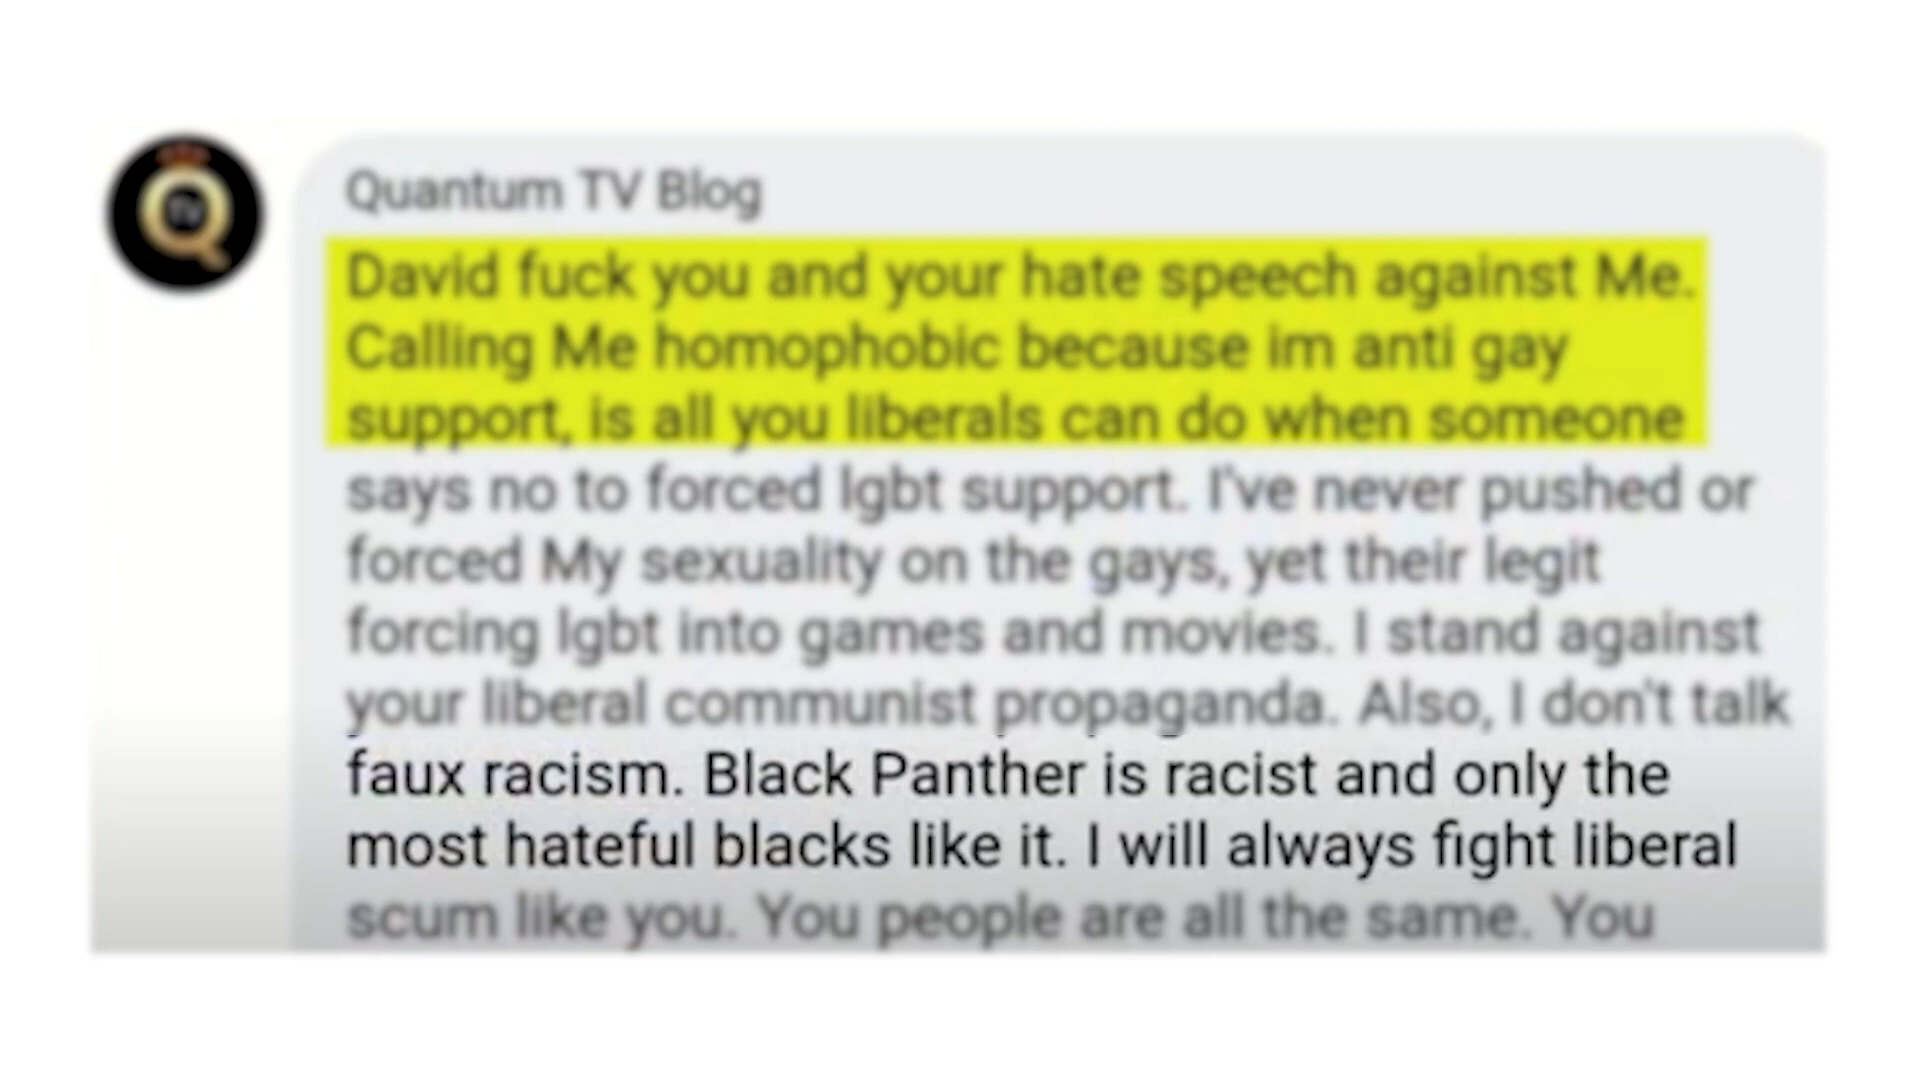 QTV
Quantum TV Blog
David fuck you and your hate speech against Me.
Calling Me homophobic because im anti gay
support, is all you liberals can do when someone
says no to forced lgbt support. I've never pushed or
forced My sexuality on the gays, yet their legit
forcing lgbt into games and movies. I stand against
your liberal communist propaganda. Also, I don't talk
faux racism. Black Panther is racist and only the
most hateful blacks like it. I will always fight liberal
scum like you. You people are all the same. You